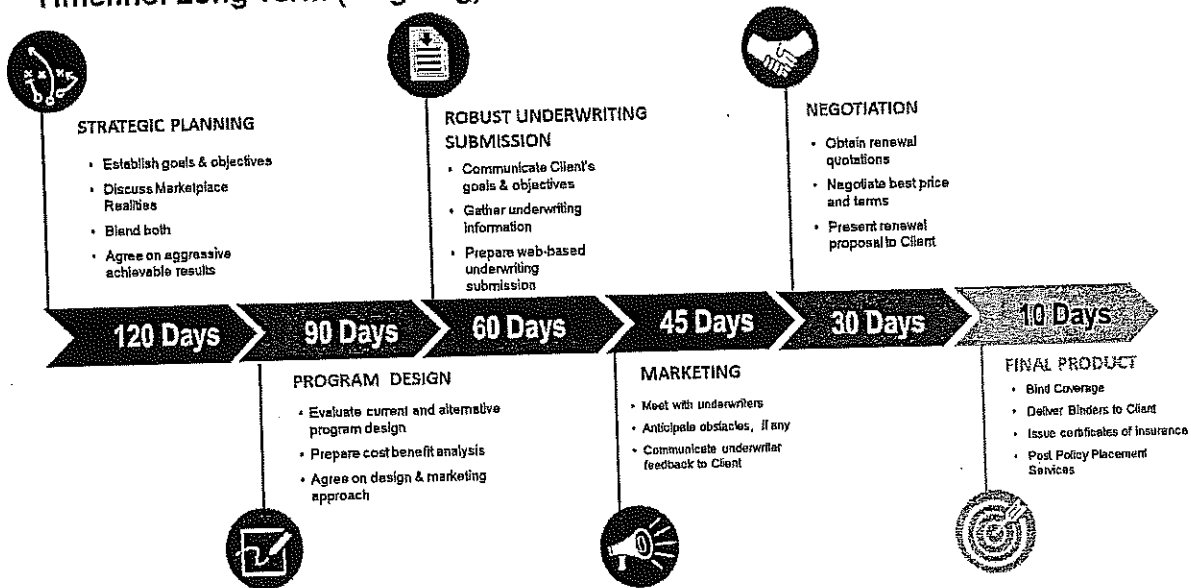 STRATEGIC PLANNING
• Establish goals & objectives
• Discuss Marketplace
Realities
• Blend both
• Agree on aggressive
achievable results
ROBUST UNDERWRITING
SUBMISSION
• Communicate Client's
goals & objectives
• Gather underwriting
information
• Prepare web-based
underwriting
submission
NEGOTIATION
• Obtain renewal
quotations
• Negotiate best price
and terms
• Present renewal
proposal to Client
120 Days
90 Days
60 Days
45 Days
30 Days
10 Days
PROGRAM DESIGN
• Evaluate current and alternative
program design
• Prepare cost benefit analysis
• Agree on design & marketing
approach
MARKETING
• Meet with underwriters
• Anticipate obstacles, if any
• Communicate underwriter
feedback to Client
FINAL PRODUCT
• Bind Coverage
• Deliver Binders to Client
• Issue certificates of insurance
• Post Policy Placement
Services